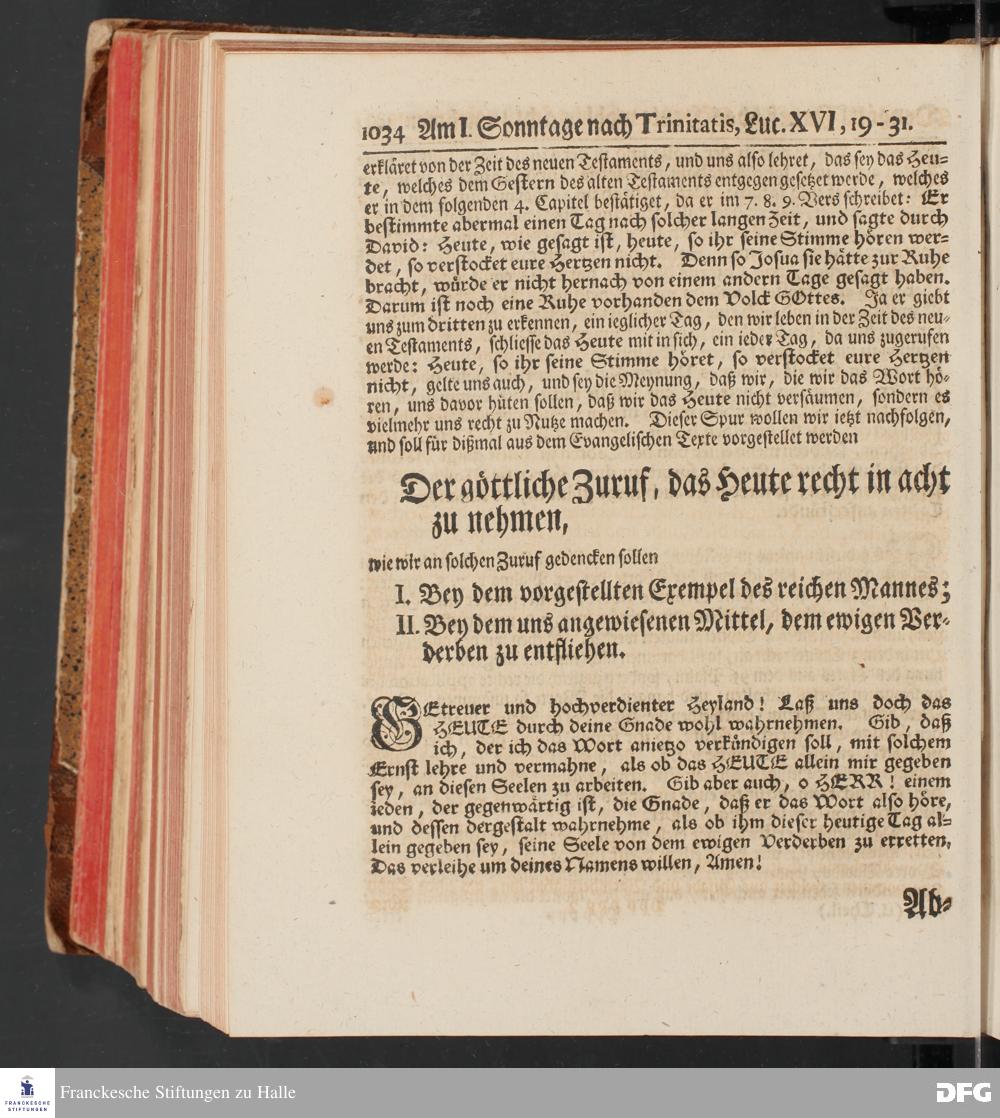 1034 Am I. Sonntage nach Trinitatis, Luc. XVI, 19-31.
erkläret von der Zeit des neuen Testaments, und uns also lehret, das sey das Heu-
te, welches dem Gestern des alten Testaments entgegen gesetzet werde, welches
er in dem folgenden 4. Capitel bestätiget, da er im 7. 8. 9. Vers schreibet: Er
bestimmte abermal einen Tag nach solcher langen Zeit, und sagte durch
David: Heute, wie gesagt ist, heute, so ihr seine Stimme hören wer-
det, so verstocket eure Hertzen nicht. Denn so Josua sie hätte zur Ruhe
bracht, würde er nicht hernach von einem andern Tage gesagt haben.
Darum ist noch eine Ruhe vorhanden dem Volck GOttes. Ja er giebt
uns zum dritten zu erkennen, ein ieglicher Tag, den wir leben in der Zeit des neu-
en Testaments, schliesse das Heute mit in sich, ein ieder Tag, da uns zugerufen
werde: Heute, so ihr seine Stimme höret, so verstocket eure Hertzen
nicht, gelte uns auch, und sey die Meynung, daß wir, die wir das Wort hö-
ren, uns davor hüten sollen, daß wir das Heute nicht versäumen, sondern es
vielmehr uns recht zu Nutze machen. Dieser Spur wollen wir ietzt nachfolgen,
und soll für dißmal aus dem Evangelischen Texte vorgestellet werden
Der göttliche Zuruf, das Heute recht in acht
zu nehmen,
wie wir an solchen Zuruf gedencken sollen
I. Bey dem vorgestellten Exempel des reichen Mannes;
II. Bey dem uns angewiesenen Mittel, dem ewigen Ver-
derben zu entfliehen.
GEtreuer und hochverdienter Heyland! Laß uns doch das
HEUTE durch deine Gnade wohl wahrnehmen. Gib, daß
ich, der ich das Wort anietzo verkündigen soll, mit solchem
Ernst lehre und vermahne, als ob das HEUTE allein mir gegeben
sey, an diesen Seelen zu arbeiten. Gib aber auch, o HERR! einem
ieden, der gegenwärtig ist, die Gnade, daß er das Wort also höre,
und dessen dergestalt wahrnehme, als ob ihm dieser heutige Tag al-
lein gegeben sey, seine Seele von dem ewigen Verderben zu erretten,
Das verleihe um deines Namens willen, Amen!
Ab-
FRANCKESCHE
STIFTUNGEN
Franckesche Stiftungen zu Halle
DFG